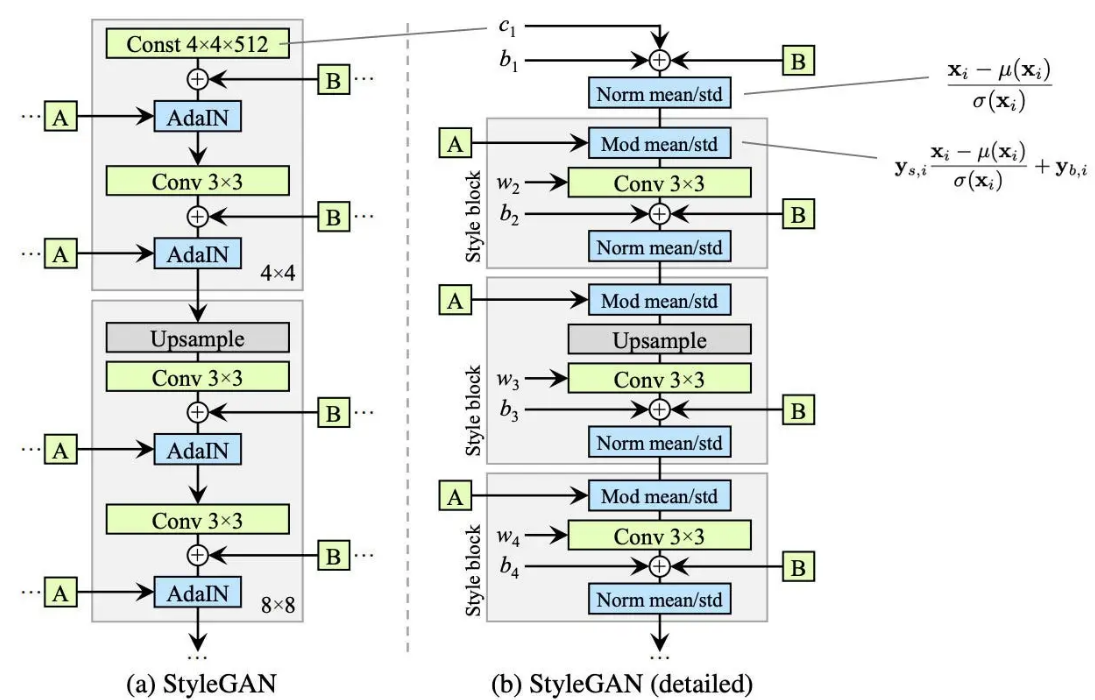 Const 4×4×512
B ...
... A
AdaIN
Conv 3×3
B ...
... A
AdaIN
4×4
Upsample
Conv 3×3
B ...
... A
AdaIN
Conv 3×3
B ...
... A
AdaIN
8×8
...
(a) StyleGAN
c₁
b₁
B
Norm mean/std
A
Mod mean/std
w₂
Conv 3×3
b₂
B
Norm mean/std
Style block
A
Mod mean/std
Upsample
w₃
Conv 3×3
b₃
B
Norm mean/std
Style block
A
Mod mean/std
w₄
Conv 3×3
b₄
B
Norm mean/std
Style block
...
(b) StyleGAN (detailed)
xᵢ − μ(xᵢ)
σ(xᵢ)
y_{s,i} xᵢ − μ(xᵢ) + y_{b,i}
σ(xᵢ)